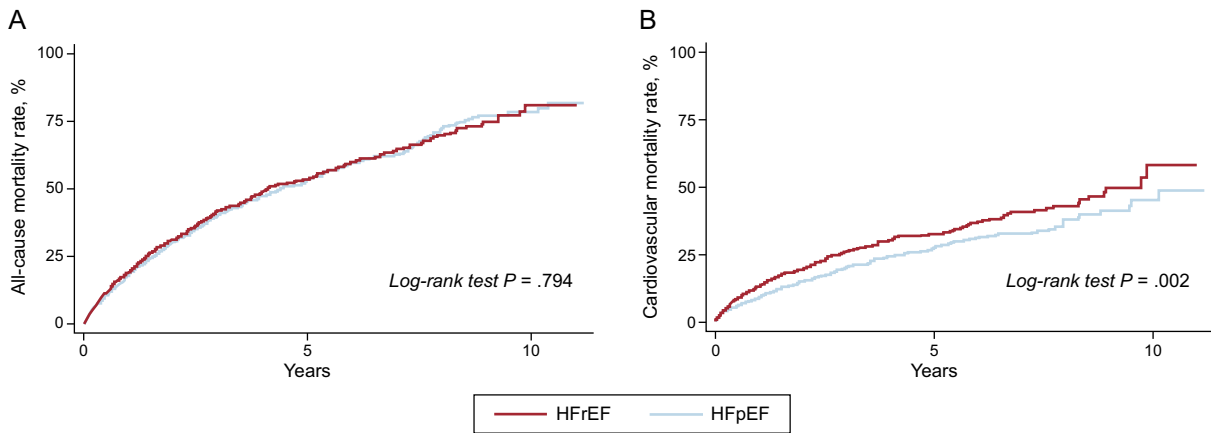 A
All-cause mortality rate, %
100
75
50
25
0
Log-rank test P = .794
0 5 10
Years
B
Cardiovascular mortality rate, %
100
75
50
25
0
Log-rank test P = .002
0 5 10
Years
HFrEF HFpEF